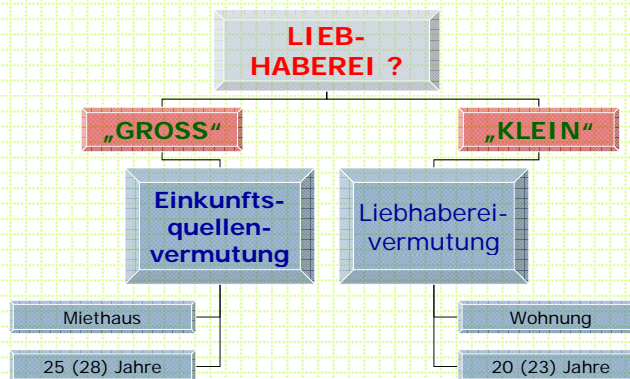 LIEB-
HABEREI ?
„GROSS“
„KLEIN“
Einkunfts-
quellen-
vermutung
Liebhaberei-
vermutung
Miethaus
Wohnung
25 (28) Jahre
20 (23) Jahre